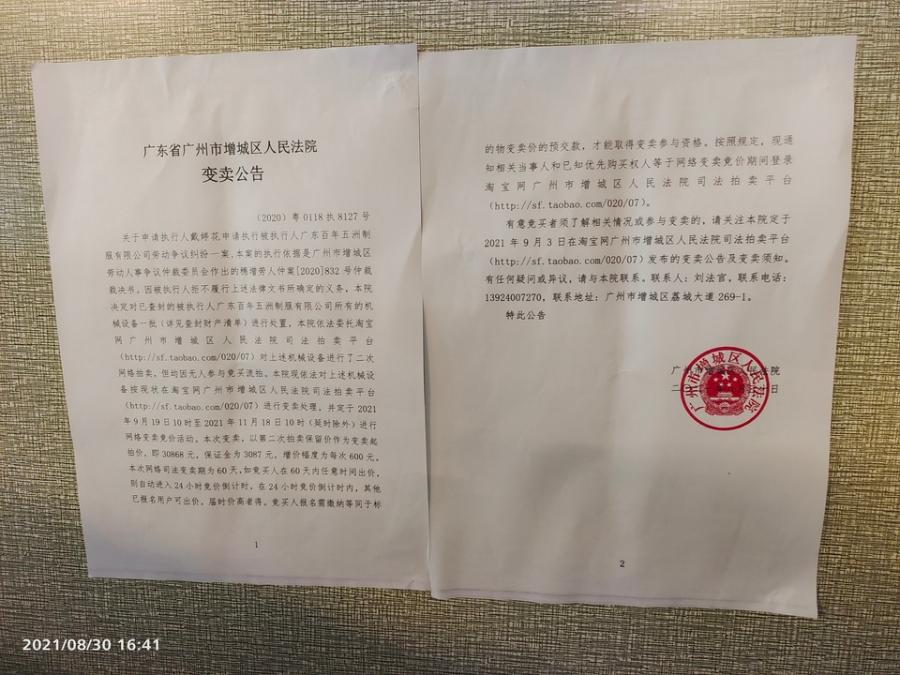 广东省广州市增城区人民法院
变卖公告
（2020）粤0118执8127号
关于申请执行人戴婷花申请执行被执行人广东百年五洲制
服有限公司劳动争议纠纷一案，本案的执行依据是广州市增城区
劳动人事争议仲裁委员会作出的穗增劳人仲案[2020]832号仲裁
裁决书。因被执行人拒不履行上述法律文书所确定的义务，本院
决定对已查封的被执行人广东百年五洲制服有限公司所有的机
械设备一批（详见查封财产清单）进行处置，本院依法委托淘宝
网广州市增城区人民法院司法拍卖平台
（http://sf.taobao.com/020/07）对上述机械设备进行了二次
网络拍卖，但均因无人参与竞买流拍。本院现依法对上述机械设备
按现状在淘宝网广州市增城区人民法院司法拍卖平台
（http://sf.taobao.com/020/07）进行变卖处理，并定于2021
年9月19日10时至2021年11月18日10时（延时除外）进行
网络变卖竞价活动。本次变卖，以第二次拍卖保留价作为变卖起
拍价，即30868元，保证金为3087元，增价幅度为每次600元。
本次网络司法变卖期为60天，如竞买人在60天内任意时间出价，
则自动进入24小时竞价倒计时，在24小时竞价倒计时内，其他
已报名用户可出价，届时价高者得。竞买人报名需缴纳等同于标
1
的物变卖价的预交款，才能取得变卖参与资格。按照规定，现通
知相关当事人和已知优先购买权人等于网络变卖竞价期间登录
淘宝网广州市增城区人民法院司法拍卖平台
（http://sf.taobao.com/020/07）。
有意竞买者须了解相关情况或参与变卖的，请关注本院定于
2021年9月3日在淘宝网广州市增城区人民法院司法拍卖平台
（http://sf.taobao.com/020/07）发布的变卖公告及变卖须知。
有任何疑问或异议，请与本院联系。联系人：刘法官，联系电话：
13924007270，联系地址：广州市增城区荔城大道269-1。
特此公告
广州市增城区人民法院
2
2021/08/30 16:41